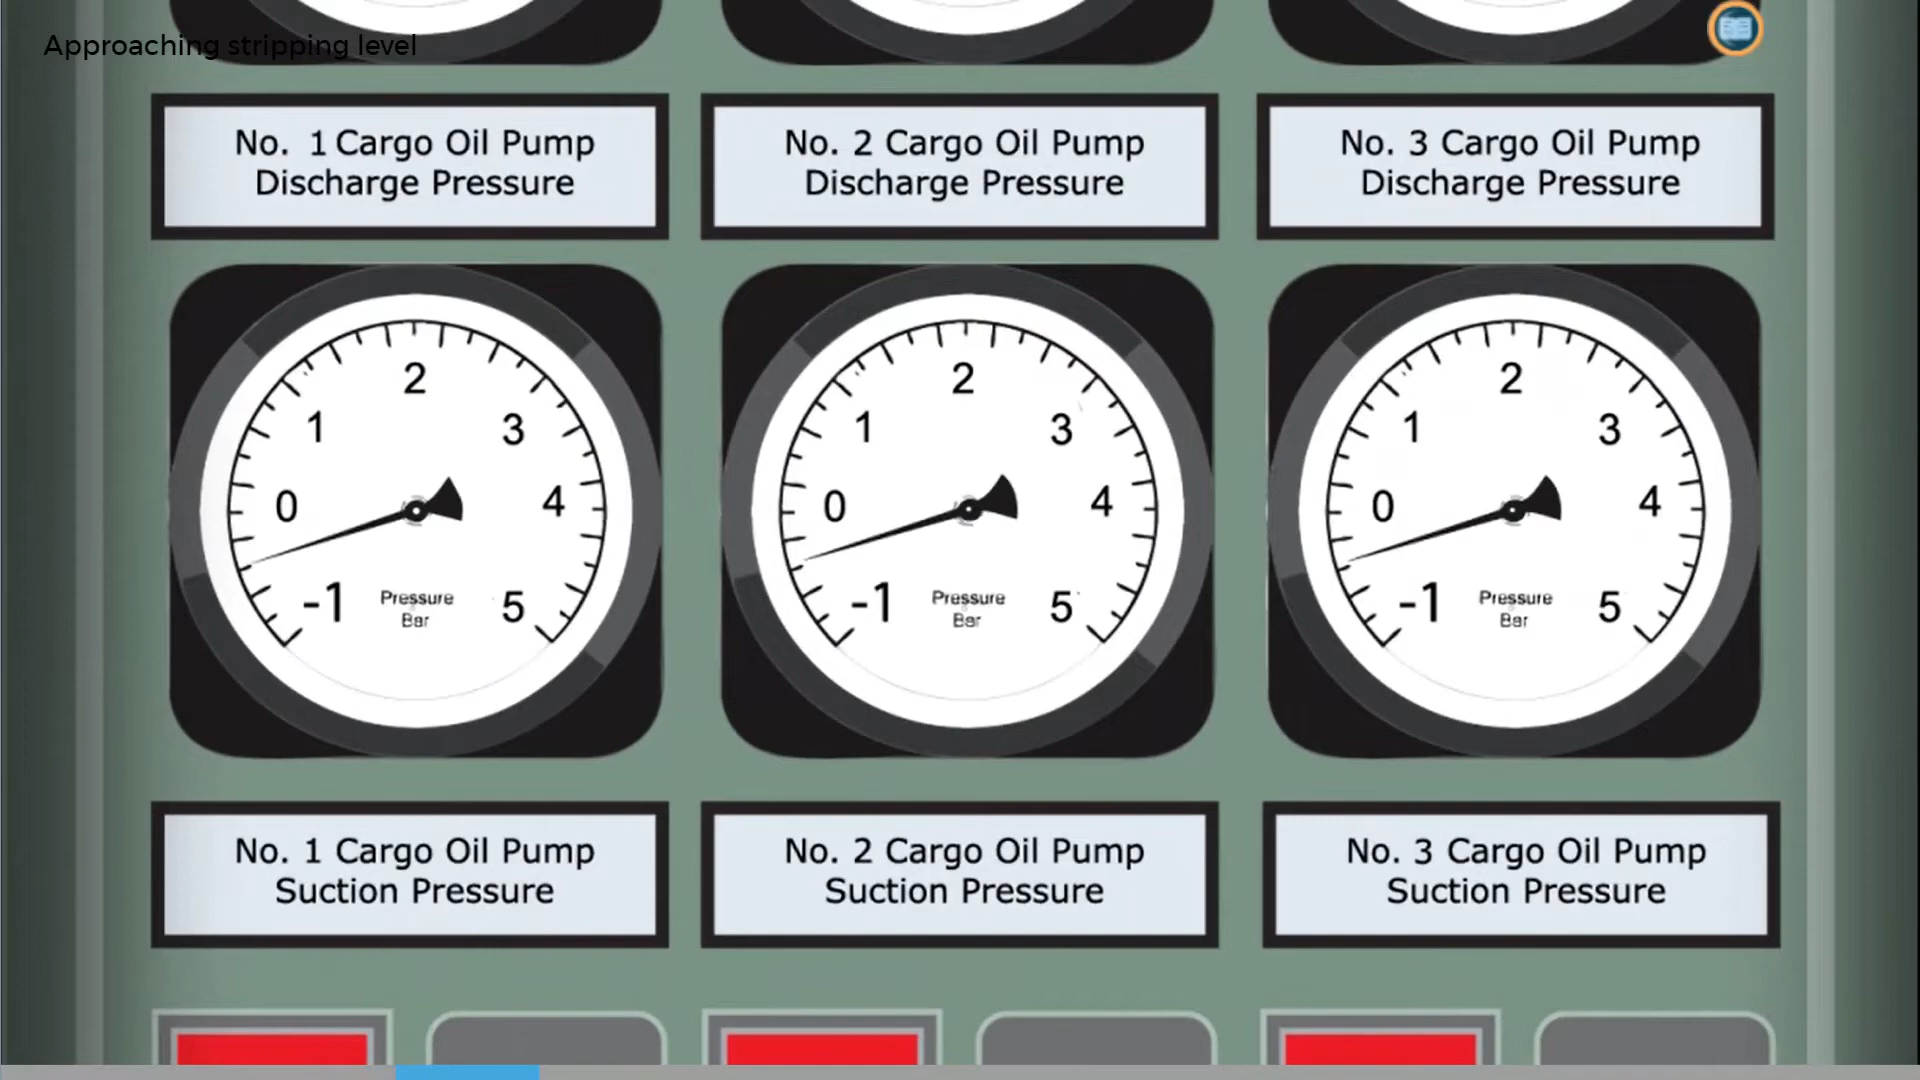 Approaching stripping level
No. 1 Cargo Oil Pump
Discharge Pressure
No. 2 Cargo Oil Pump
Discharge Pressure
No. 3 Cargo Oil Pump
Discharge Pressure
2
1
3
0
4
-1
5
Pressure
Bar
2
1
3
0
4
-1
5
Pressure
Bar
2
1
3
0
4
-1
5
Pressure
Bar
No. 1 Cargo Oil Pump
Suction Pressure
No. 2 Cargo Oil Pump
Suction Pressure
No. 3 Cargo Oil Pump
Suction Pressure